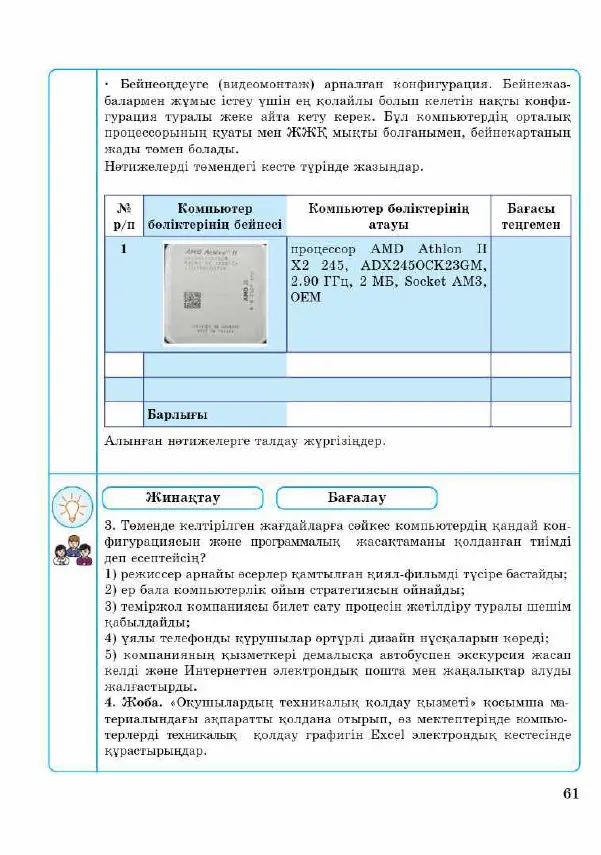 · Бейнеөңдеуге (видеомонтаж) арналған конфигурация. Бейнежаз-
балармен жұмыс істеу үшін ең қолайлы болып келетін нақты конфи-
гурация туралы жеке айта кету керек. Бұл компьютердің орталық
процессорының қуаты мен ЖЖҚ мықты болғанымен, бейнекартаның
жады төмен болады.
Нәтижелерді төмендегі кесте түрінде жазыңдар.
№ р/п
Компьютер бөліктерінің бейнесі
Компьютер бөліктерінің атауы
Бағасы теңгемен
1
AMD Athlon II
процессор AMD Athlon II
X2 245, ADX245OCK23GM,
2.90 ГГц, 2 МБ, Socket AM3,
OEM
Барлығы
Алынған нәтижелерге талдау жүргізіңдер.
Жинақтау
Бағалау
3. Төменде келтірілген жағдайларға сәйкес компьютердің қандай кон-
фигурациясын және программалық жасақтаманы қолданған тиімді
деп есептейсің?
1) режиссер арнайы әсерлер қамтылған қиял-фильмді түсіре бастайды;
2) ер бала компьютерлік ойын стратегиясын ойнайды;
3) теміржол компаниясы билет сату процесін жетілдіру туралы шешім
қабылдайды;
4) ұялы телефонды құрушылар әртүрлі дизайн нұсқаларын көреді;
5) компанияның қызметкері демалысқа автобуспен экскурсия жасап
келді және Интернеттен электрондық пошта мен жаңалықтар алуды
жалғастырды.
4. Жоба. «Оқушылардың техникалық қолдау қызметі» қосымша ма-
териалындағы ақпаратты қолдана отырып, өз мектептеріңде компью-
терлерді техникалық қолдау графигін Excel электрондық кестесінде
құрастырыңдар.
61